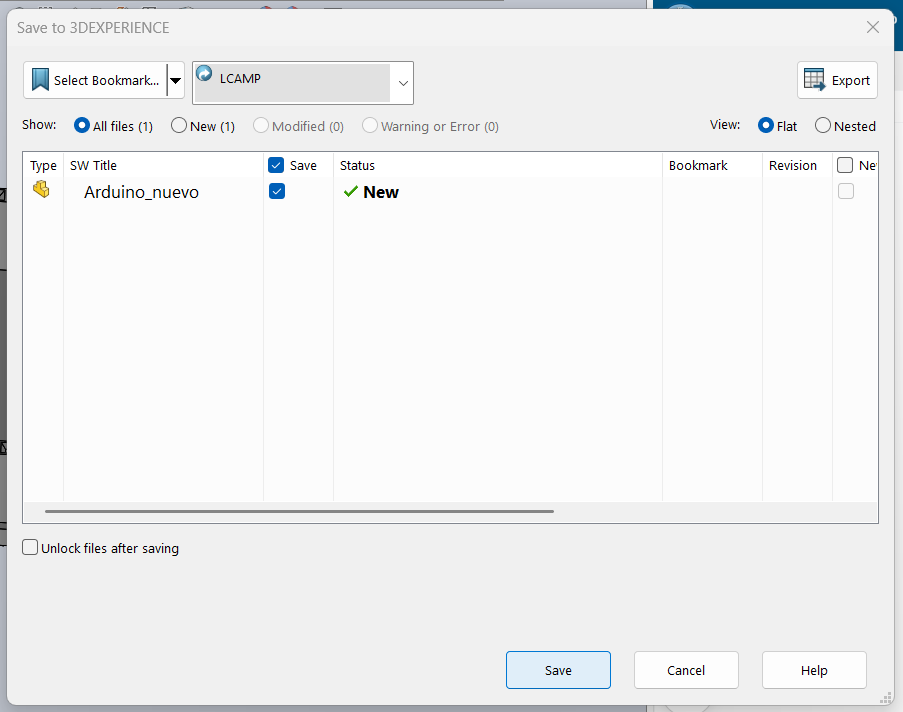 Save to 3DEXPERIENCE
Select Bookmark...
LCAMP
Export
Show: All files (1) New (1) Modified (0) Warning or Error (0) View: Flat Nested
Type SW Title Save Status Bookmark Revision Ne
Arduino_nuevo New
Unlock files after saving
Save Cancel Help